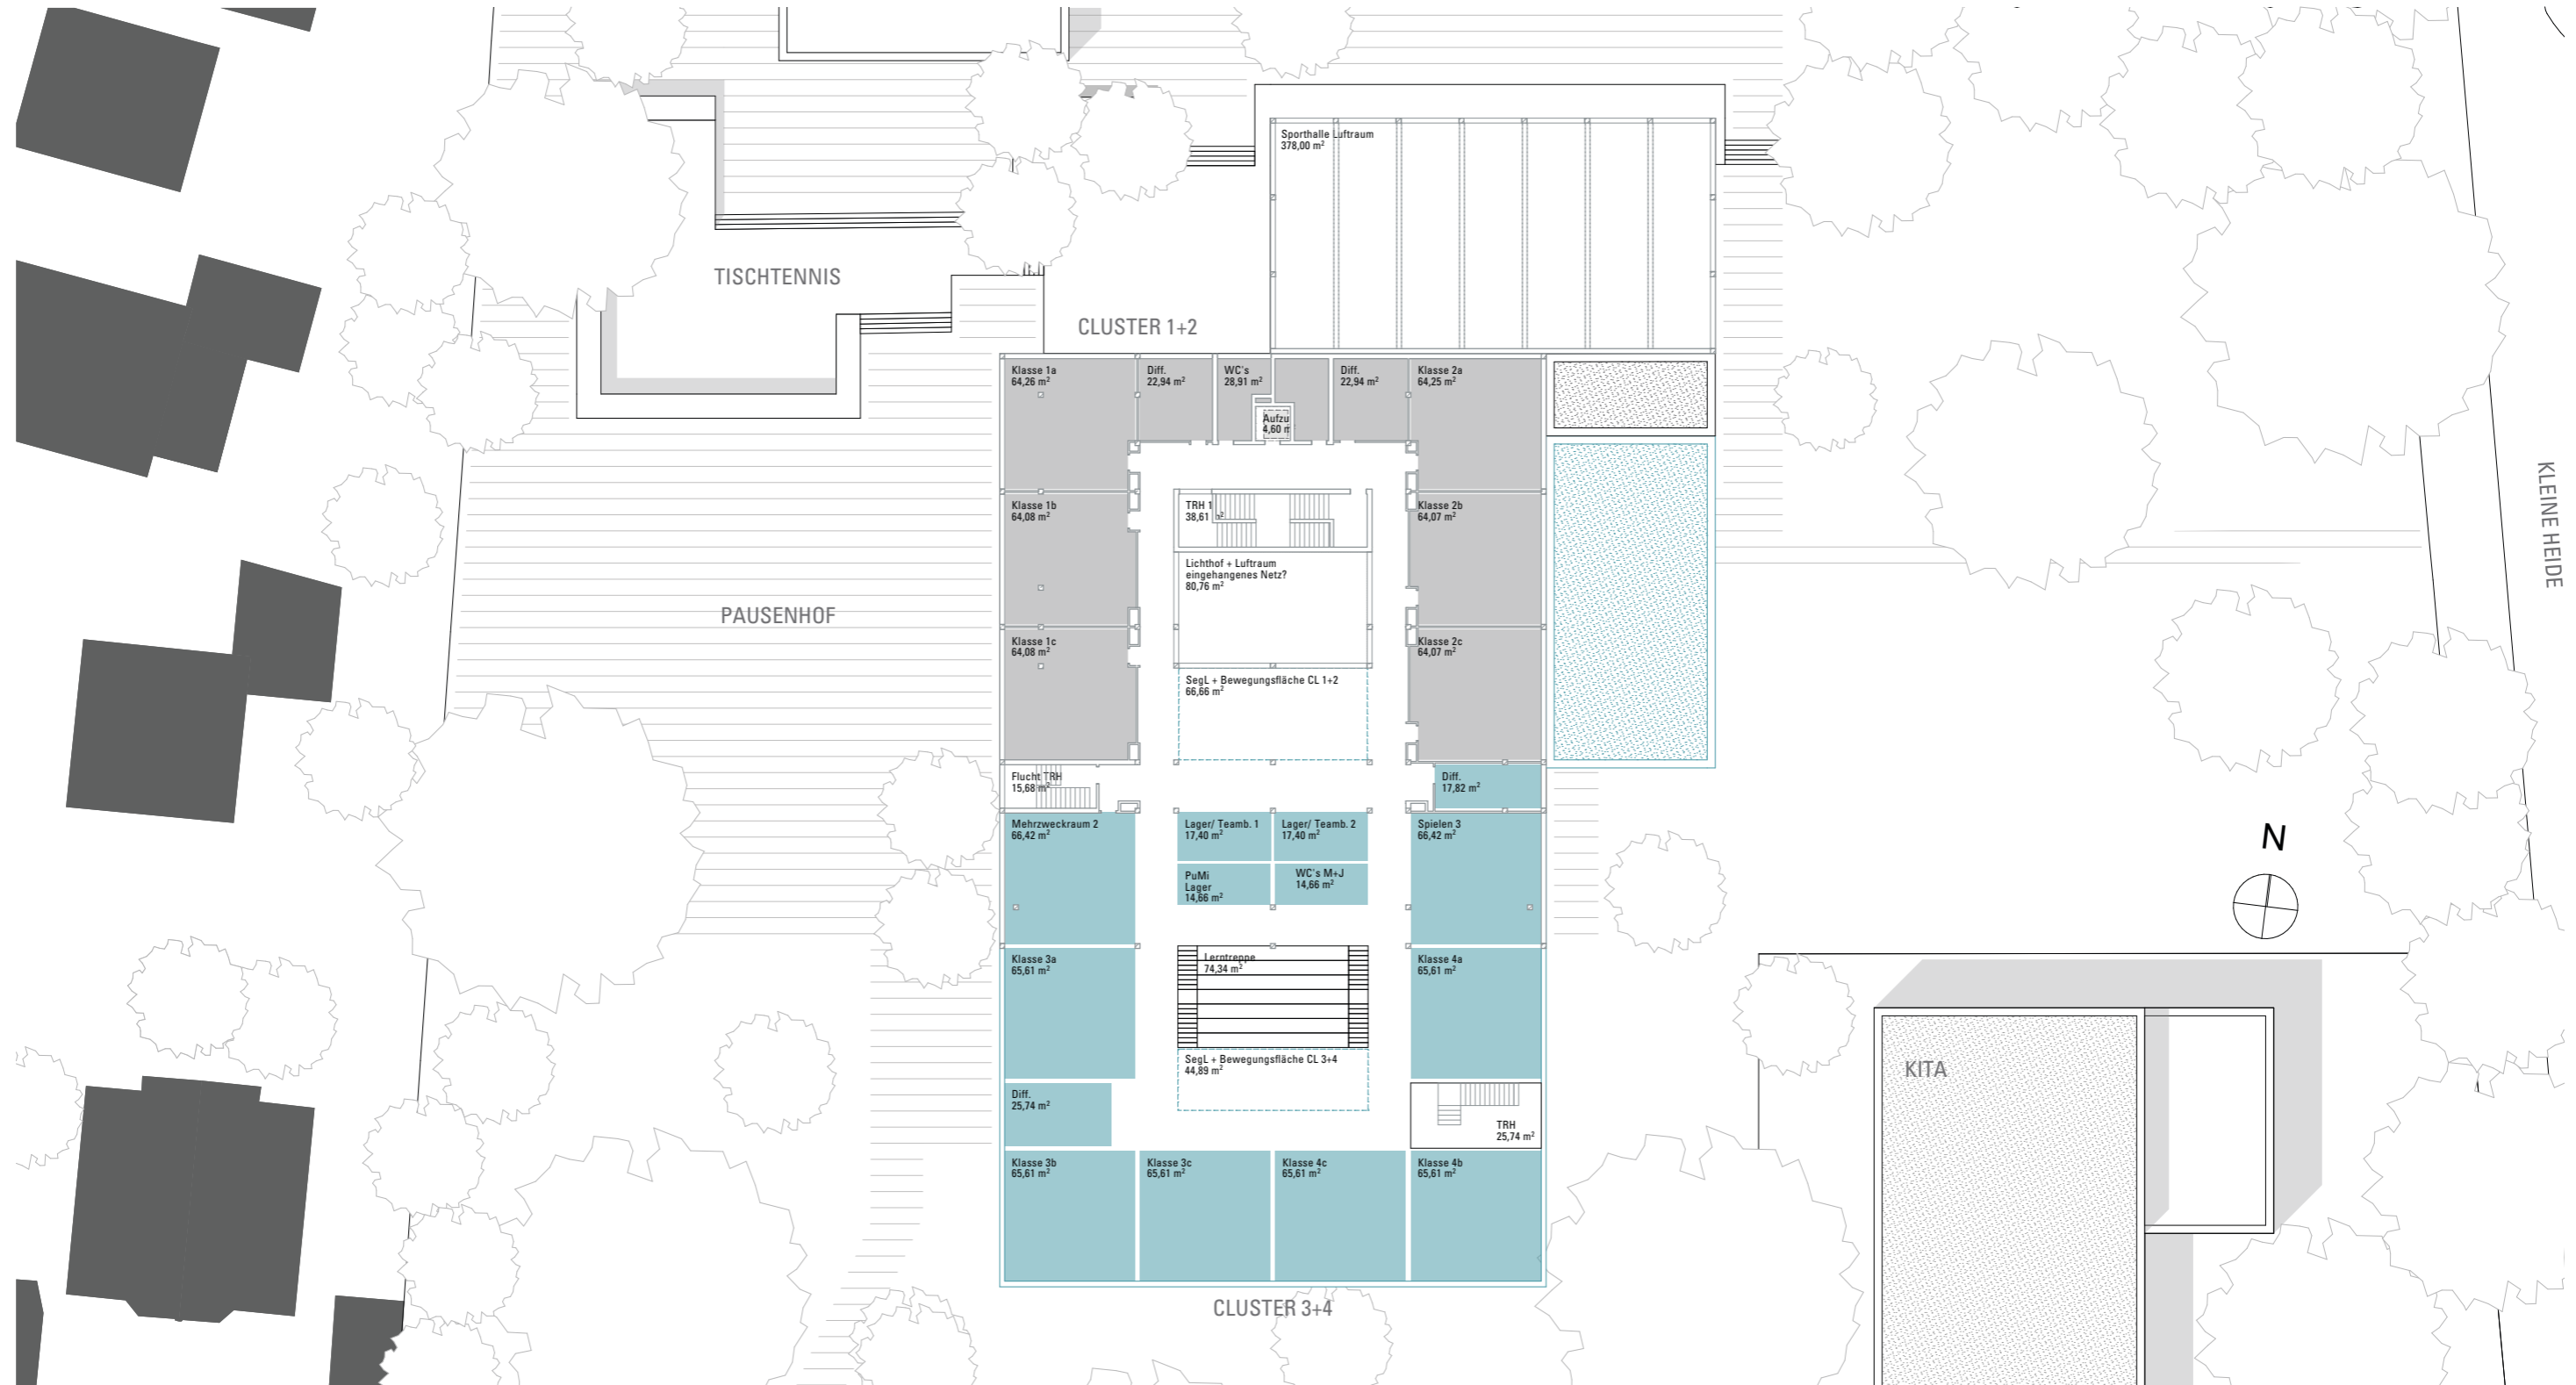 Sporthalle Luftraum
378,00 m²
TISCHTENNIS
CLUSTER 1+2
Klasse 1a
64,26 m²
Diff.
22,94 m²
WC's
28,91 m²
Diff.
22,94 m²
Klasse 2a
64,25 m²
Aufzu
4,60 m
Klasse 1b
64,08 m²
TRH 1
38,61 m²
Klasse 2b
64,07 m²
KLEINE HEIDE
Lichthof + Luftraum
eingehangenes Netz?
80,76 m²
PAUSENHOF
Klasse 1c
64,08 m²
Klasse 2c
64,07 m²
SegL + Bewegungsfläche CL 1+2
66,66 m²
Flucht TRH
15,68 m²
Diff.
17,82 m²
Mehrzweckraum 2
66,42 m²
Lager/ Teamb. 1
17,40 m²
Lager/ Teamb. 2
17,40 m²
Spielen 3
66,42 m²
N
PuMi
Lager
14,66 m²
WC's M+J
14,66 m²
Klasse 3a
65,61 m²
Lerntreppe
74,34 m²
Klasse 4a
65,61 m²
SegL + Bewegungsfläche CL 3+4
44,89 m²
KITA
Diff.
25,74 m²
TRH
25,74 m²
Klasse 3b
65,61 m²
Klasse 3c
65,61 m²
Klasse 4c
65,61 m²
Klasse 4b
65,61 m²
CLUSTER 3+4